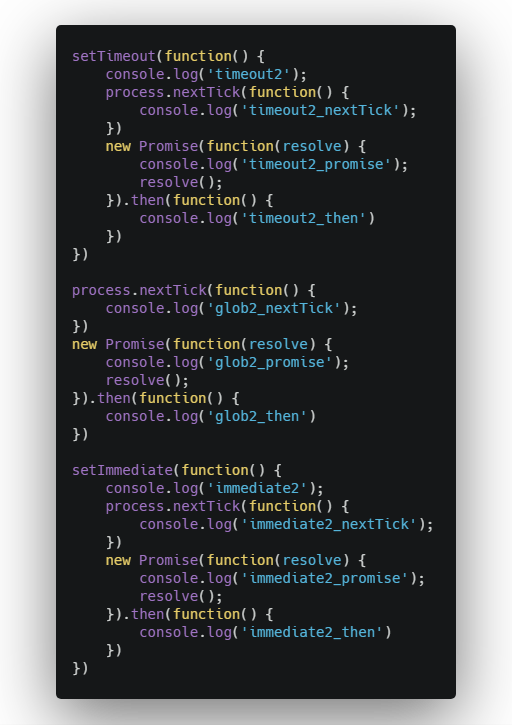 setTimeout(function() {
    console.log('timeout2');
    process.nextTick(function() {
        console.log('timeout2_nextTick');
    })
    new Promise(function(resolve) {
        console.log('timeout2_promise');
        resolve();
    }).then(function() {
        console.log('timeout2_then')
    })
})

process.nextTick(function() {
    console.log('glob2_nextTick');
})
new Promise(function(resolve) {
    console.log('glob2_promise');
    resolve();
}).then(function() {
    console.log('glob2_then')
})

setImmediate(function() {
    console.log('immediate2');
    process.nextTick(function() {
        console.log('immediate2_nextTick');
    })
    new Promise(function(resolve) {
        console.log('immediate2_promise');
        resolve();
    }).then(function() {
        console.log('immediate2_then')
    })
})